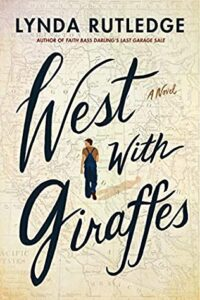 LYNDA RUTLEDGE
AUTHOR OF FAITH BASS DARLING'S LAST GARAGE SALE
West
A Novel
With
Giraffes